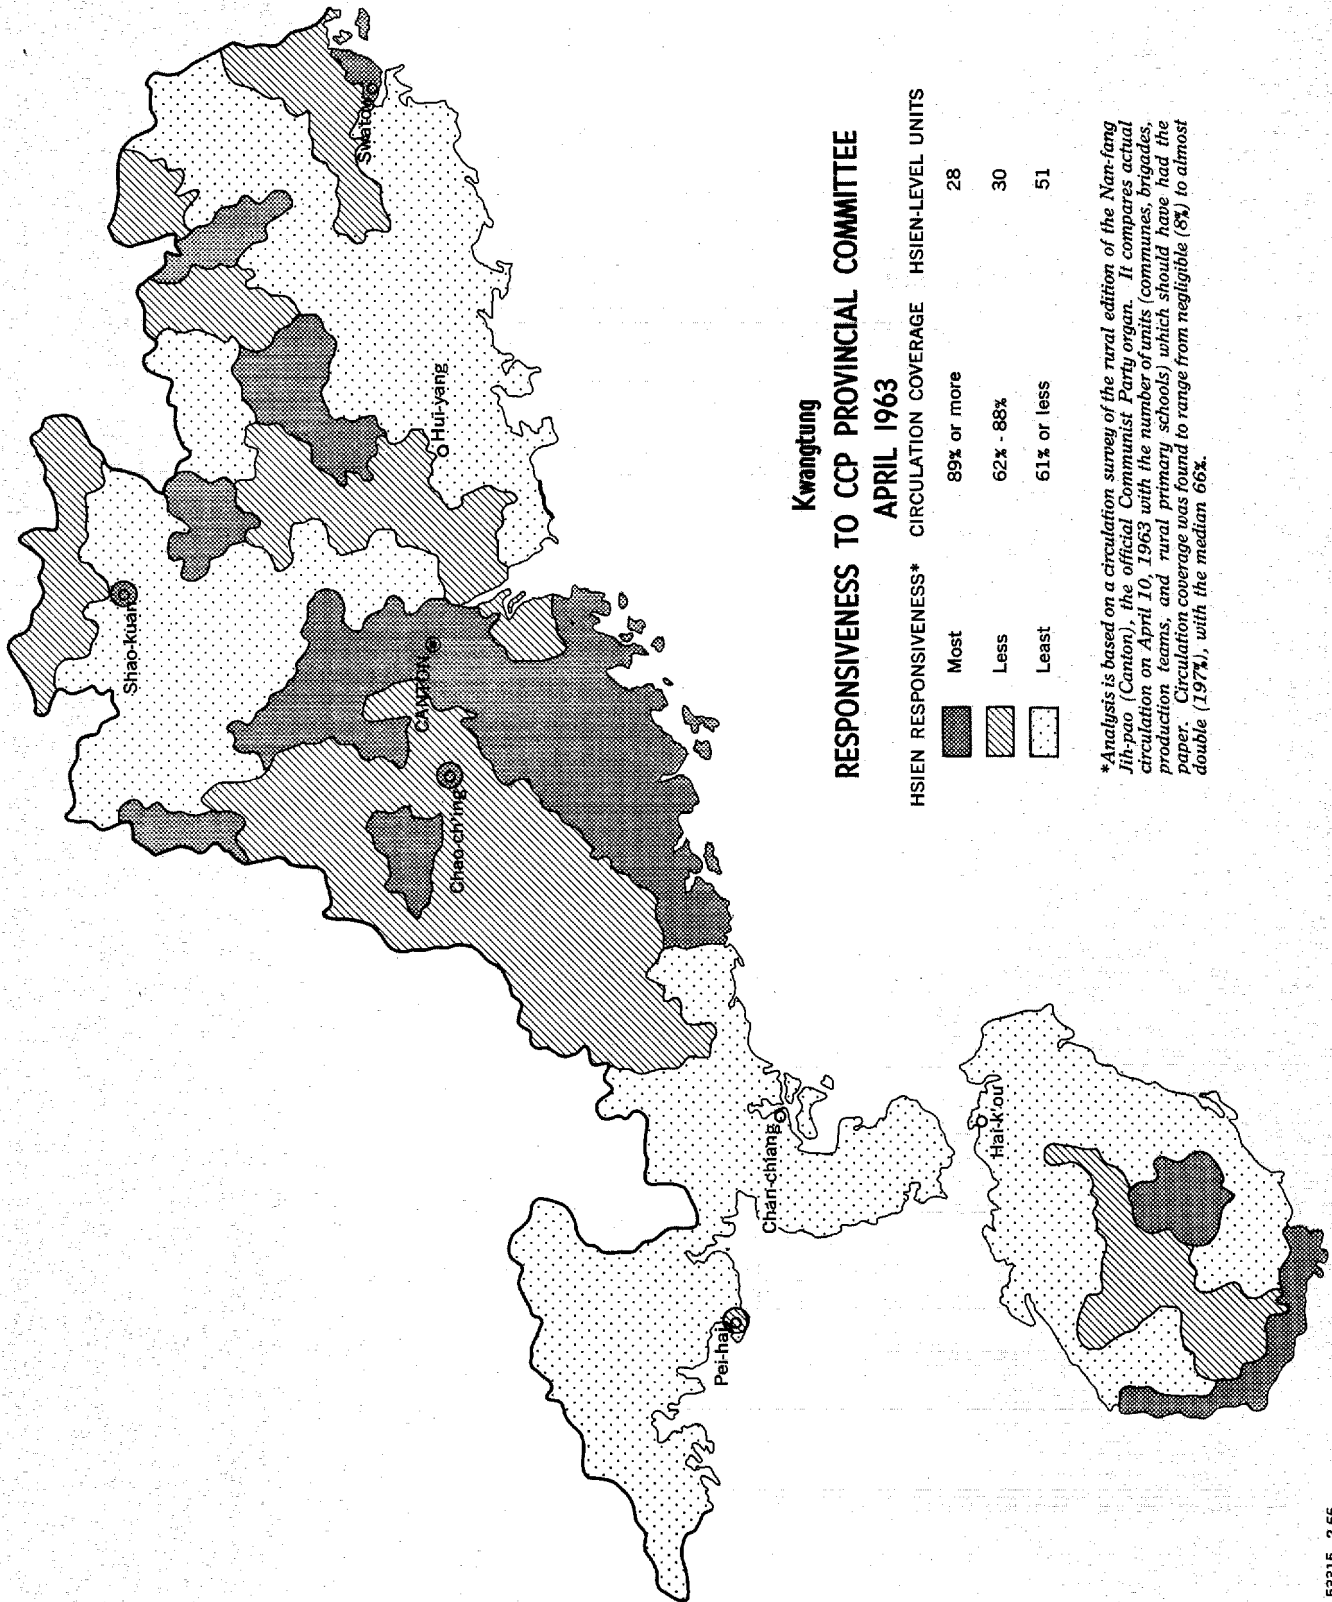 Kwangtung
RESPONSIVENESS TO CCP PROVINCIAL COMMITTEE
APRIL 1963
HSIEN RESPONSIVENESS* CIRCULATION COVERAGE HSIEN-LEVEL UNITS
Most 89% or more 28
Less 62% - 88% 30
Least 61% or less 51
*Analysis is based on a circulation survey of the rural edition of the Nan-fang
Jih-pao (Canton), the official Communist Party organ. It compares actual
circulation on April 10, 1963 with the number of units (communes, brigades,
production teams, and rural primary schools) which should have had the
paper. Circulation coverage was found to range from negligible (8%) to almost
double (197%), with the median 66%.
Shao-kuan
Swatow
Hui-yang
CANTON
Chao-ch'ing
Chan-chiang
Pei-hai
Hai-k'ou